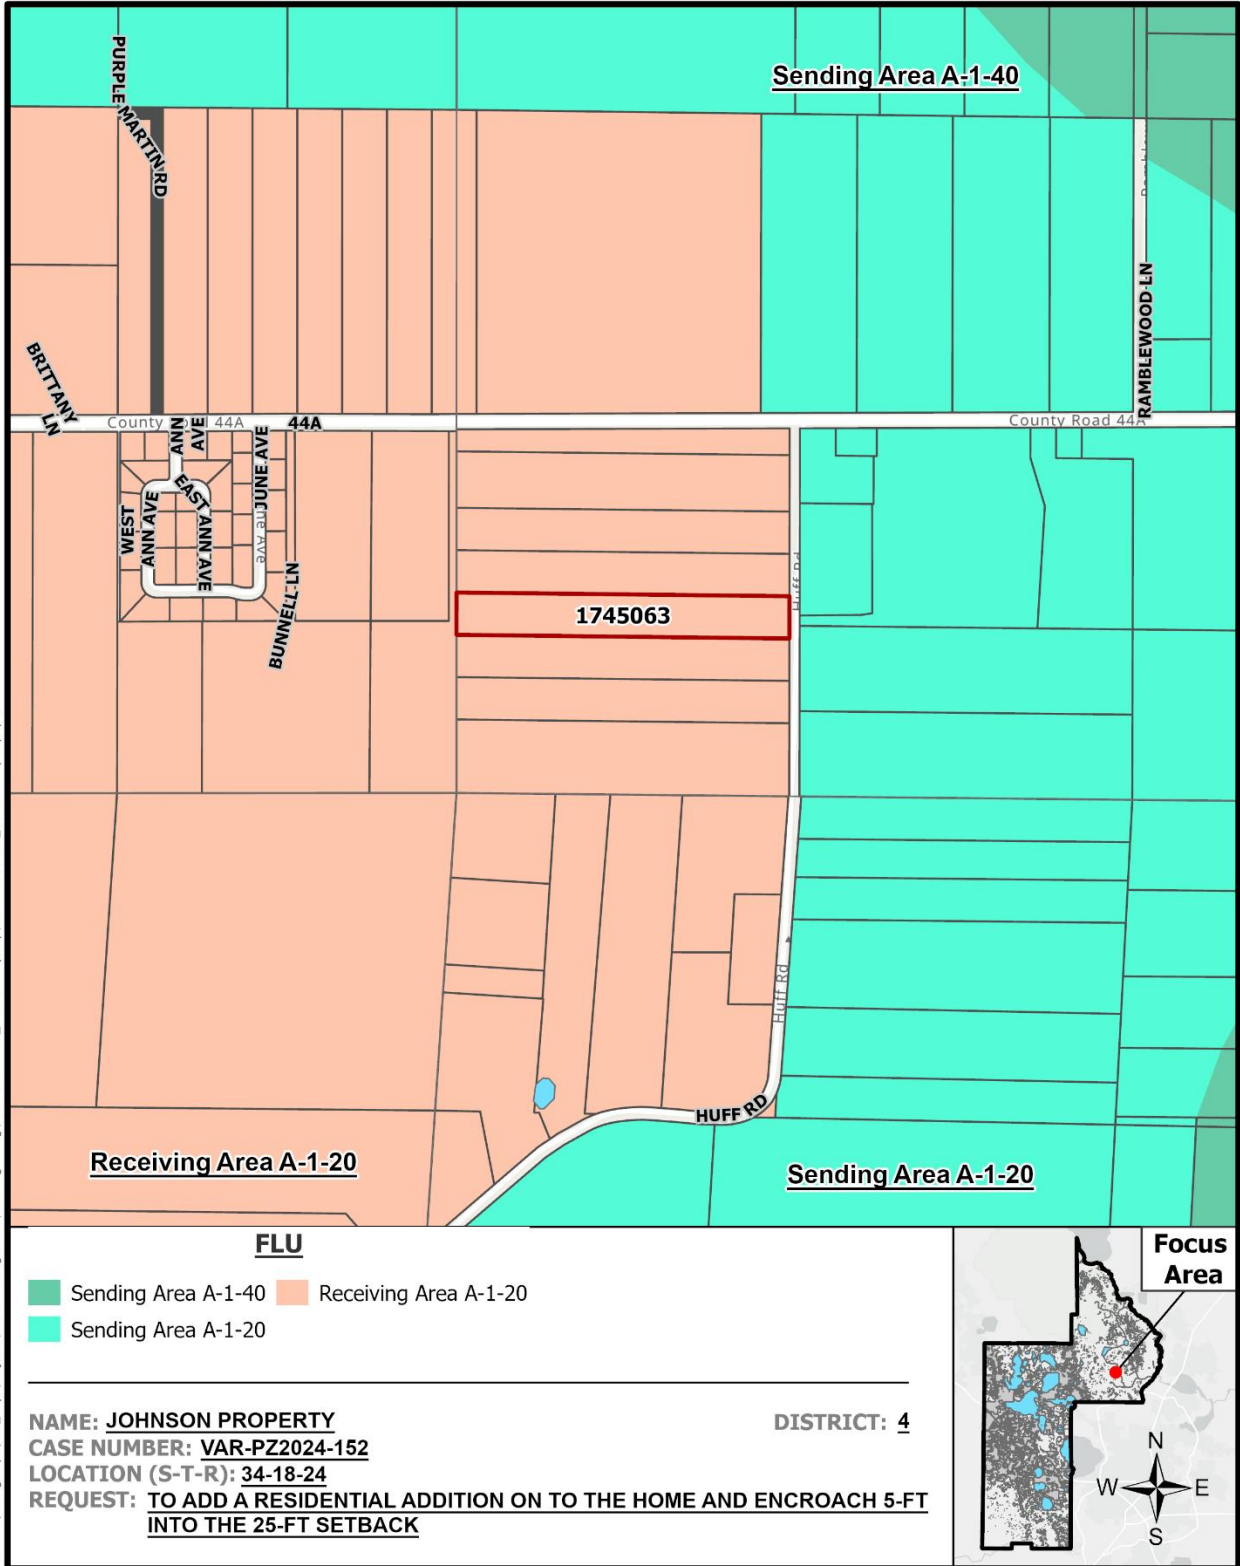 Sending Area A-1-40
PURPLE MARTIN RD
RAMBLEWOOD LN
BRITTANY LN
County Road 44A
44A
County Road 44A
ANN AVE
JUNE AVE
EAST ANN AVE
WEST ANN AVE
BUNNELL LN
Huff Rd
1745063
Huff Rd
HUFF RD
Receiving Area A-1-20
Sending Area A-1-20
FLU
Sending Area A-1-40
Receiving Area A-1-20
Sending Area A-1-20
Focus
Area
NAME: JOHNSON PROPERTY
DISTRICT: 4
CASE NUMBER: VAR-PZ2024-152
LOCATION (S-T-R): 34-18-24
REQUEST: TO ADD A RESIDENTIAL ADDITION ON TO THE HOME AND ENCROACH 5-FT
INTO THE 25-FT SETBACK
N
W E
S